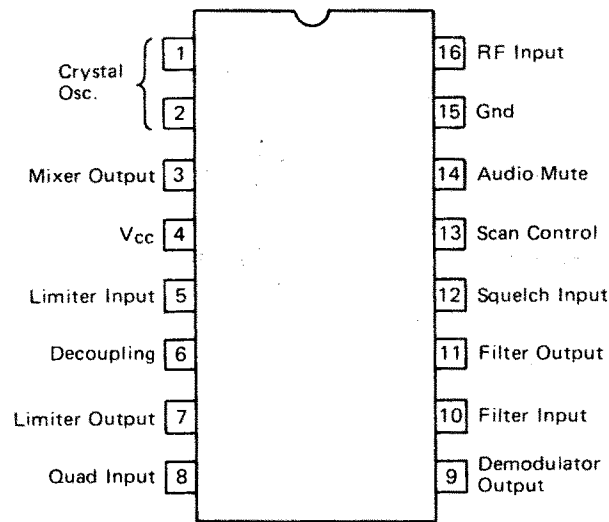 Crystal
Osc.
1
2
Mixer Output 3
Vcc 4
Limiter Input 5
Decoupling 6
Limiter Output 7
Quad Input 8
16 RF Input
15 Gnd
14 Audio Mute
13 Scan Control
12 Squelch Input
11 Filter Output
10 Filter Input
9 Demodulator
Output